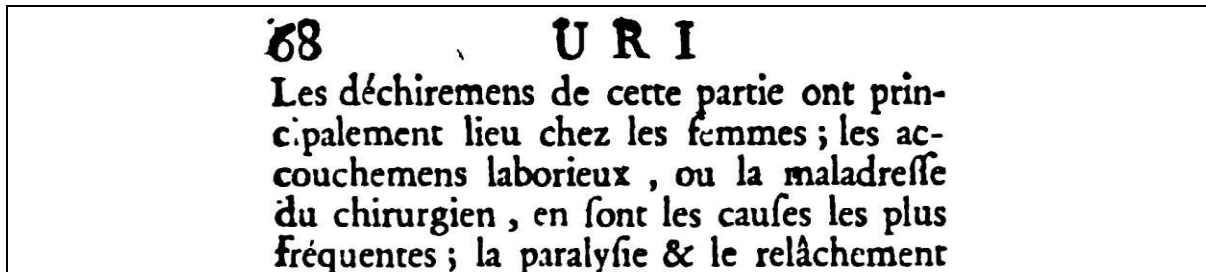 68 U R I
Les déchiremens de cette partie ont prin-
cipalement lieu chez les femmes ; les ac-
couchemens laborieux , ou la maladreſſe
du chirurgien , en ſont les cauſes les plus
fréquentes ; la paralyſie & le relâchement